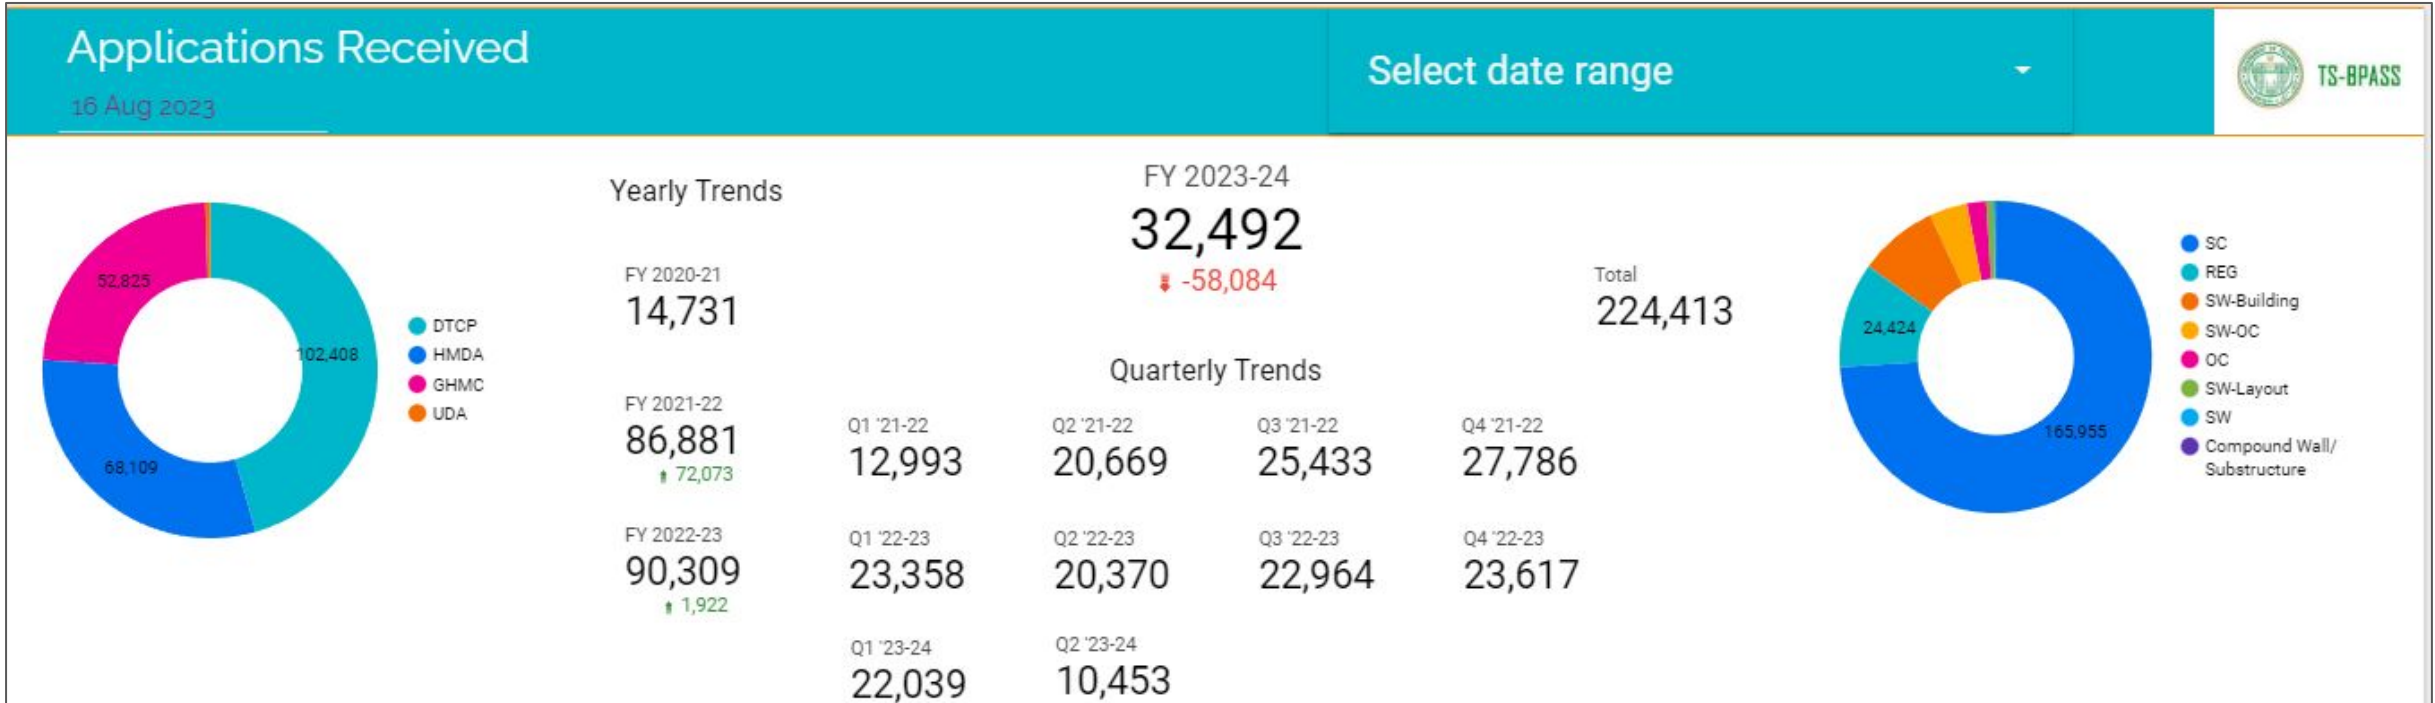 Applications Received
16 Aug 2023
Select date range
TS-BPASS
52,825
102,408
68,109
DTCP
HMDA
GHMC
UDA
Yearly Trends
FY 2020-21
14,731
FY 2021-22
86,881
72,073
FY 2022-23
90,309
1,922
FY 2023-24
32,492
-58,084
Total
224,413
Quarterly Trends
Q1 '21-22
12,993
Q2 '21-22
20,669
Q3 '21-22
25,433
Q4 '21-22
27,786
Q1 '22-23
23,358
Q2 '22-23
20,370
Q3 '22-23
22,964
Q4 '22-23
23,617
Q1 '23-24
22,039
Q2 '23-24
10,453
24,424
165,955
SC
REG
SW-Building
SW-OC
OC
SW-Layout
SW
Compound Wall/
Substructure